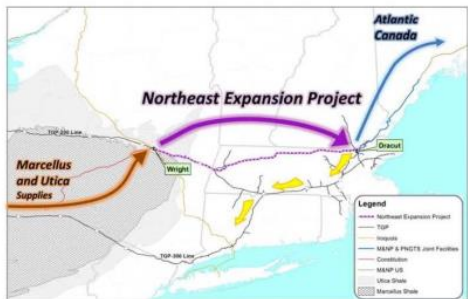 Atlantic
Canada
Northeast Expansion Project
TGP-200 Line
Dracut
Wright
Marcellus
and Utica
Supplies
TGP-300 Line
Legend
Northeast Expansion Project
TGP
Iroquois
M&NP & PNGTS Joint Facilities
Constitution
M&NP US
Utica Shale
Marcellus Shale